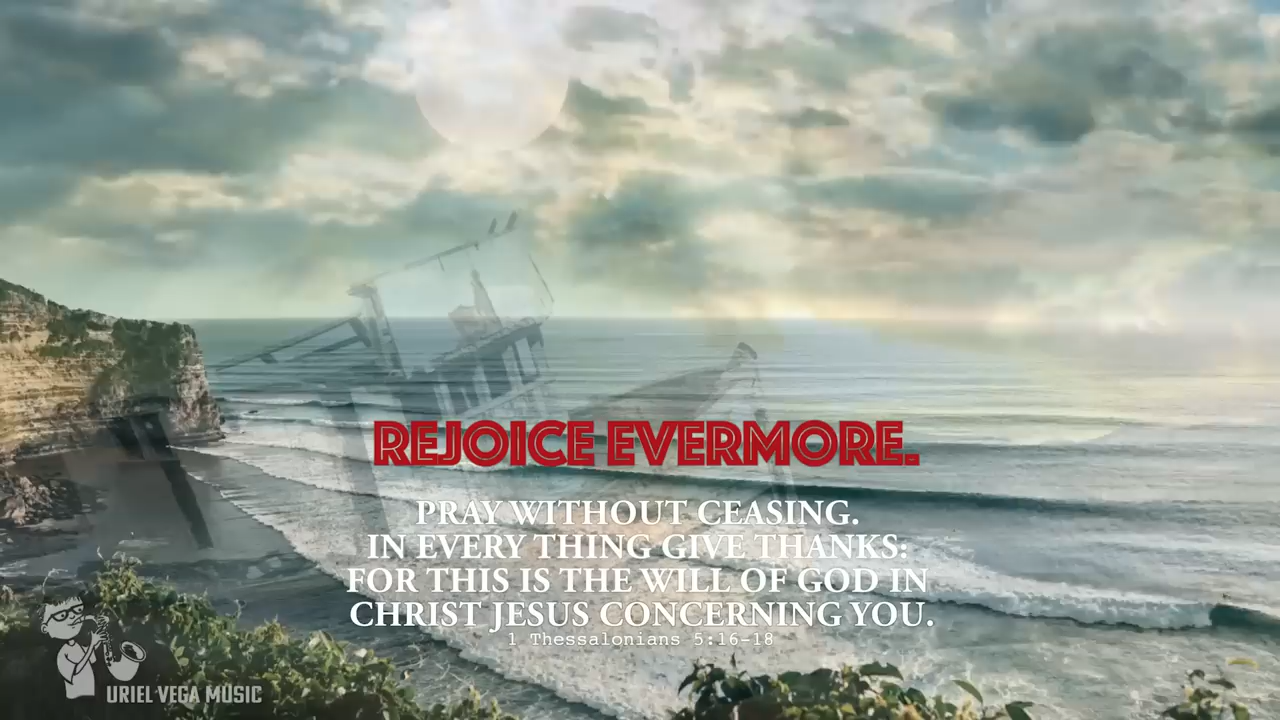 REJOICE EVERMORE.
PRAY WITHOUT CEASING.
IN EVERY THING GIVE THANKS:
FOR THIS IS THE WILL OF GOD IN
CHRIST JESUS CONCERNING YOU.
1 Thessalonians 5:16-18
URIEL VEGA MUSIC